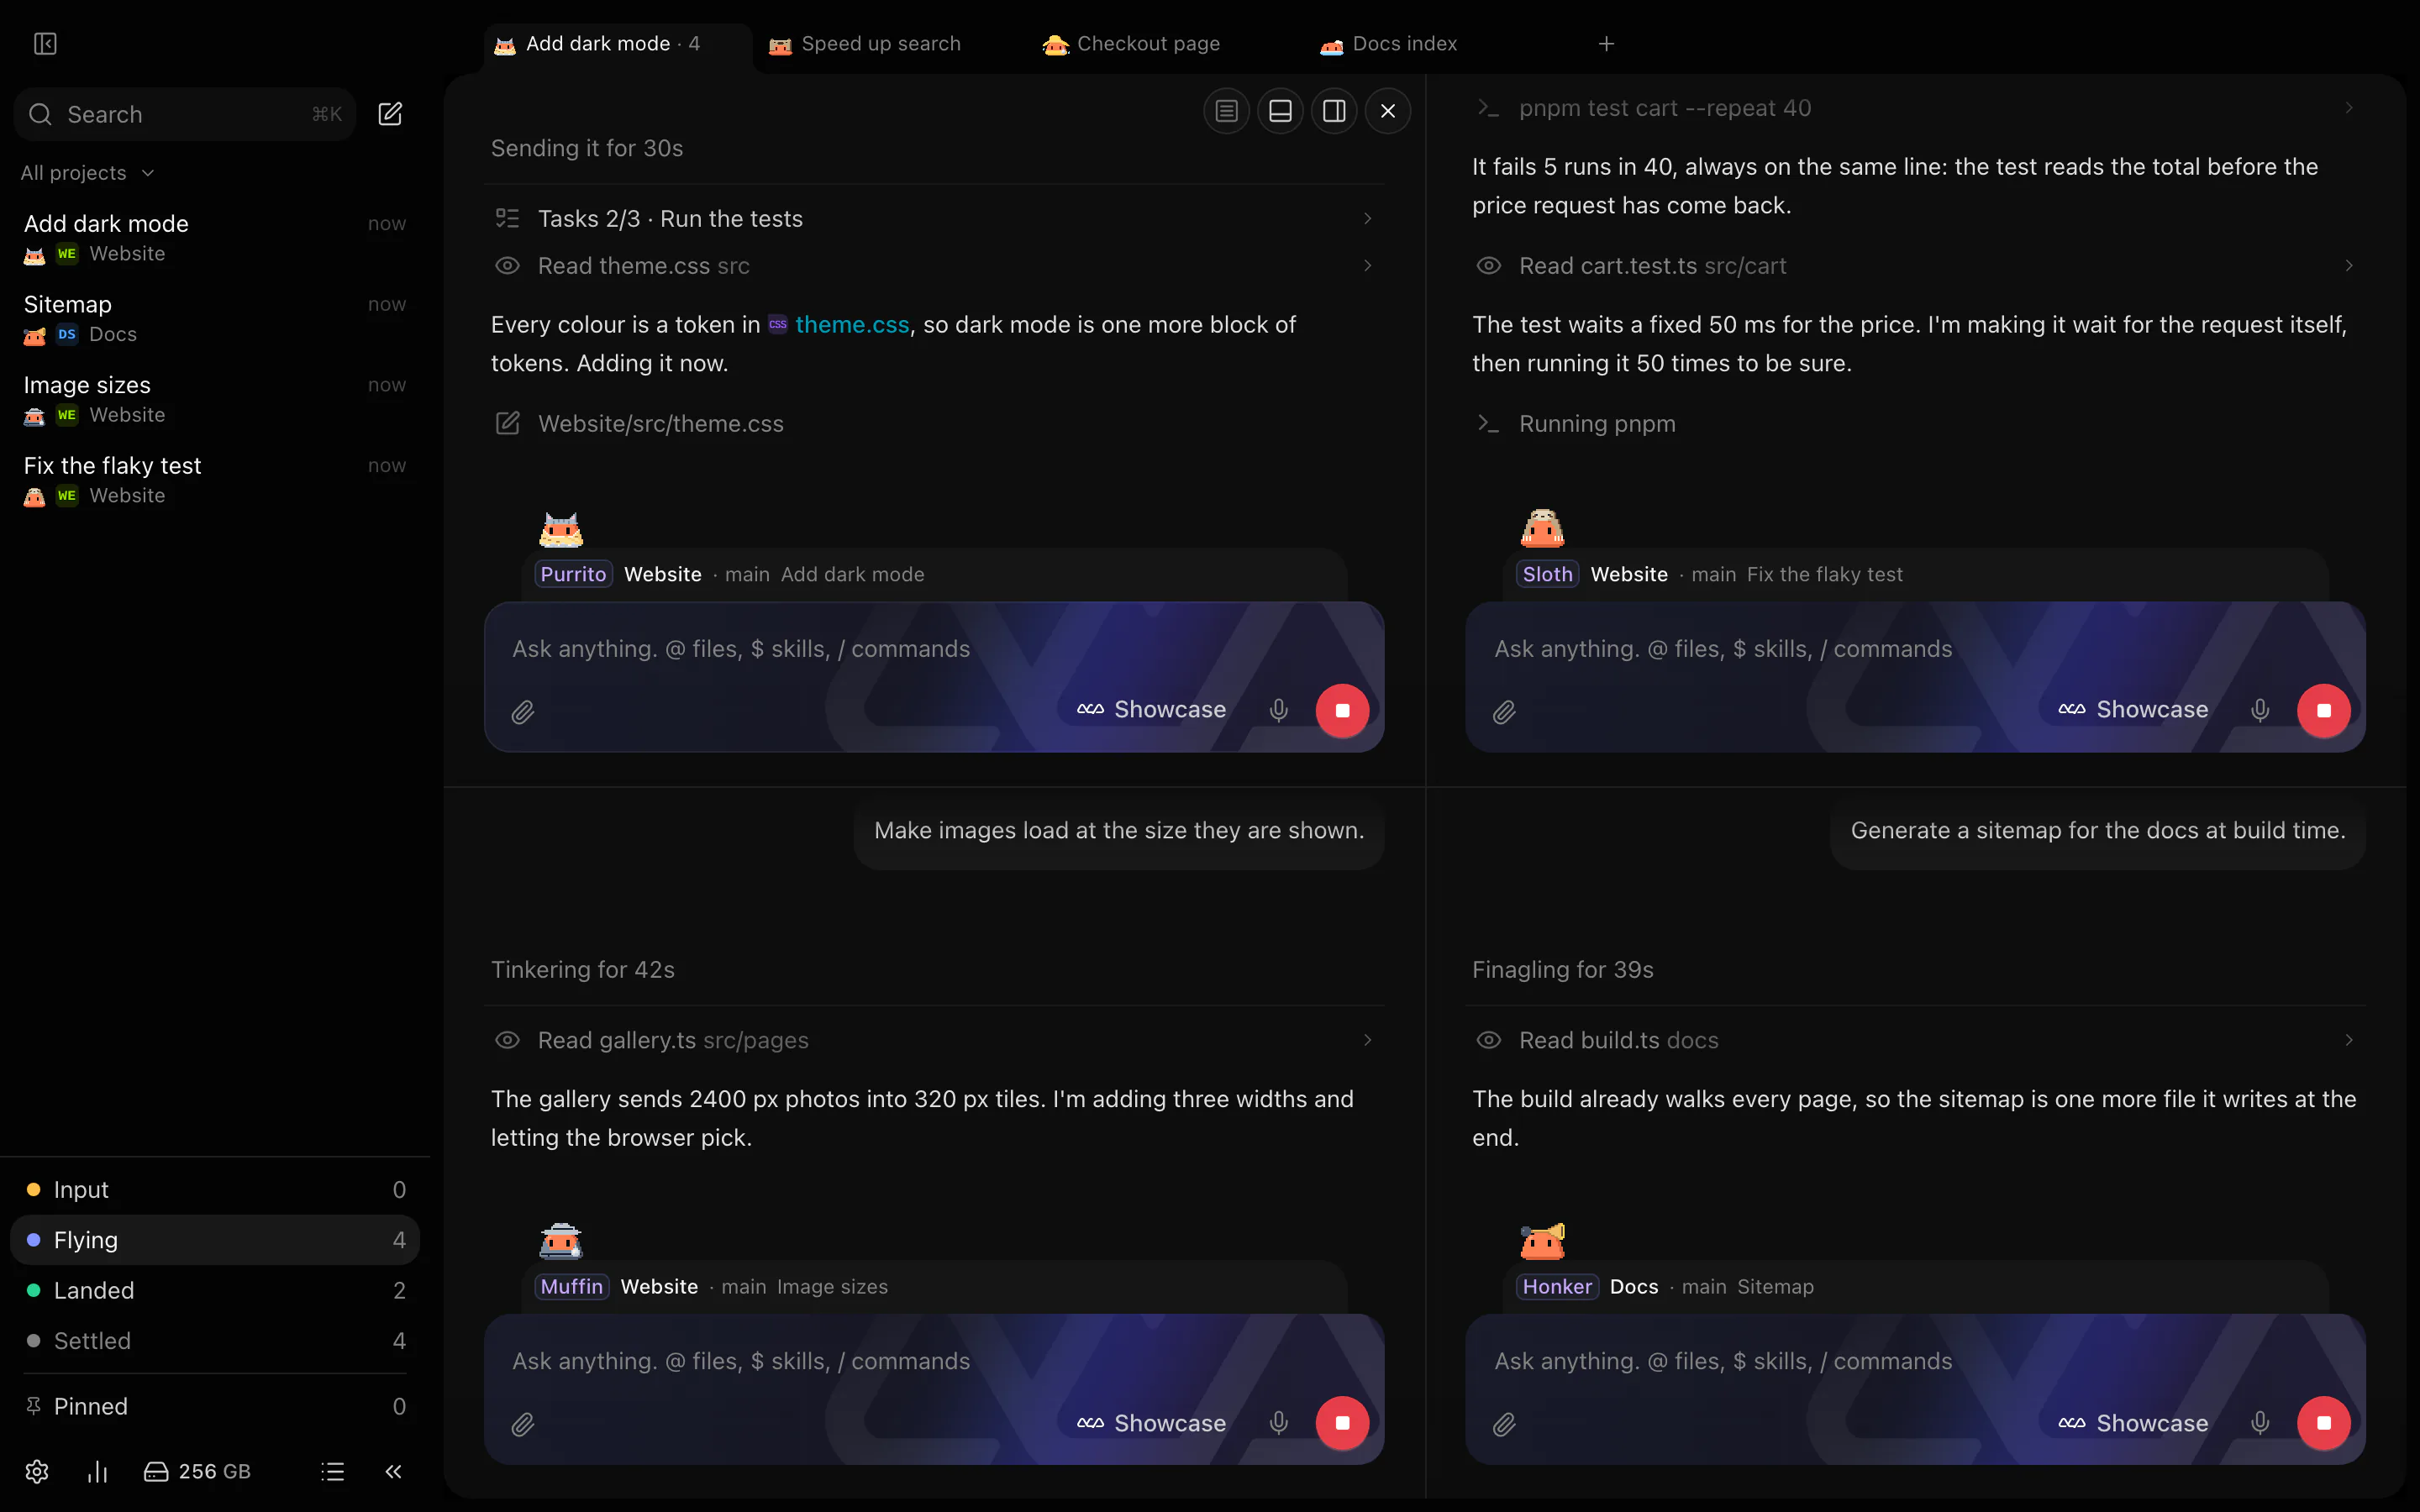 Add dark mode · 4
Speed up search
Checkout page
Docs index
Search ⌘K
All projects
Add dark mode now
WE Website
Sitemap now
DS Docs
Image sizes now
WE Website
Fix the flaky test now
WE Website
Input 0
Flying 4
Landed 2
Settled 4
Pinned 0
256 GB
Sending it for 30s
Tasks 2/3 · Run the tests
Read theme.css src
Every colour is a token in CSS theme.css, so dark mode is one more block of
tokens. Adding it now.
Website/src/theme.css
Purrito Website · main Add dark mode
Ask anything. @ files, $ skills, / commands
Showcase
pnpm test cart --repeat 40
It fails 5 runs in 40, always on the same line: the test reads the total before the
price request has come back.
Read cart.test.ts src/cart
The test waits a fixed 50 ms for the price. I'm making it wait for the request itself,
then running it 50 times to be sure.
Running pnpm
Sloth Website · main Fix the flaky test
Ask anything. @ files, $ skills, / commands
Showcase
Make images load at the size they are shown.
Tinkering for 42s
Read gallery.ts src/pages
The gallery sends 2400 px photos into 320 px tiles. I'm adding three widths and
letting the browser pick.
Muffin Website · main Image sizes
Ask anything. @ files, $ skills, / commands
Showcase
Generate a sitemap for the docs at build time.
Finagling for 39s
Read build.ts docs
The build already walks every page, so the sitemap is one more file it writes at the
end.
Honker Docs · main Sitemap
Ask anything. @ files, $ skills, / commands
Showcase